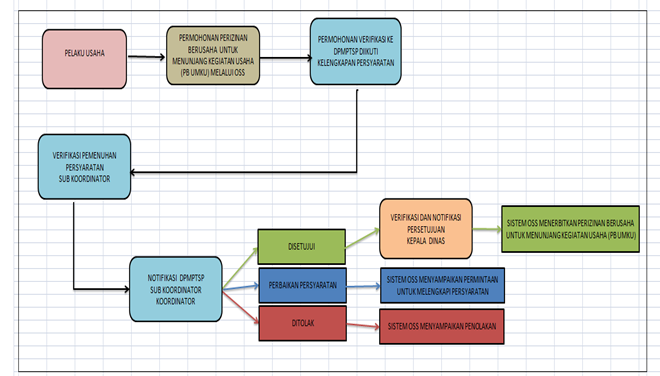 PELAKU USAHA
PERMOHONAN PERIZINAN
BERUSAHA UNTUK
MENUNJANG KEGIATAN USAHA
(PB UMKU) MELALUI OSS
PERMOHONAN VERIFIKASI KE
DPMPTSP DIIKUTI
KELENGKAPAN PERSYARATAN
VERIFIKASI PEMENUHAN
PERSYARATAN
SUB KOORDINATOR
NOTIFIKASI DPMPTSP
SUB KOORDINATOR
KOORDINATOR
DISETUJUI
VERIFIKASI DAN NOTIFIKASI
PERSETUJUAN
KEPALA DINAS
SISTEM OSS MENERBITKAN PERIZINAN BERUSAHA
UNTUK MENUNJANG KEGIATAN USAHA (PB UMKU)
PERBAIKAN PERSYARATAN
SISTEM OSS MENYAMPAIKAN PERMINTAAN
UNTUK MELENGKAPI PERSYARATAN
DITOLAK
SISTEM OSS MENYAMPAIKAN PENOLAKAN